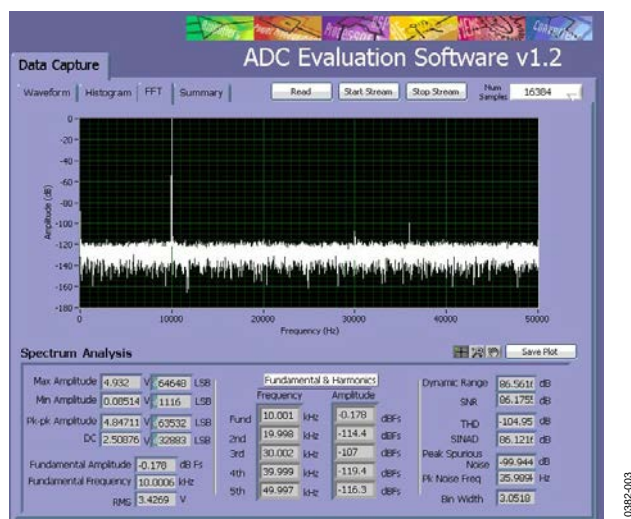 ADC Evaluation Software v1.2
Data Capture
Waveform Histogram FFT Summary Read Start Stream Stop Stream Num Samples 16384
Amplitude (dB)
0
-20
-40
-60
-80
-100
-120
-140
-160
-180
0 10000 20000 30000 40000 50000
Frequency (Hz)
Spectrum Analysis Save Plot
Max Amplitude 4.932 V 64648 LSB
Min Amplitude 0.08514 V 1116 LSB
Pk-pk Amplitude 4.84711 V 63532 LSB
DC 2.50876 V 32883 LSB
Fundamental Amplitude -0.178 dB Fs
Fundamental Frequency 10.0006 kHz
RMS 3.4269 V
Fundamental & Harmonics
Frequency Amplitude
Fund 10.001 kHz -0.178 dBFs
2nd 19.998 kHz -114.4 dBFs
3rd 30.002 kHz -107 dBFs
4th 39.999 kHz -119.4 dBFs
5th 49.997 kHz -116.3 dBFs
Dynamic Range 86.561 dB
SNR 86.175 dB
THD -104.95 dB
SINAD 86.121 dB
Peak Spurious Noise -99.944 dB
Pk Noise Freq 35.989 Hz
Bin Width 3.0518
0382-003